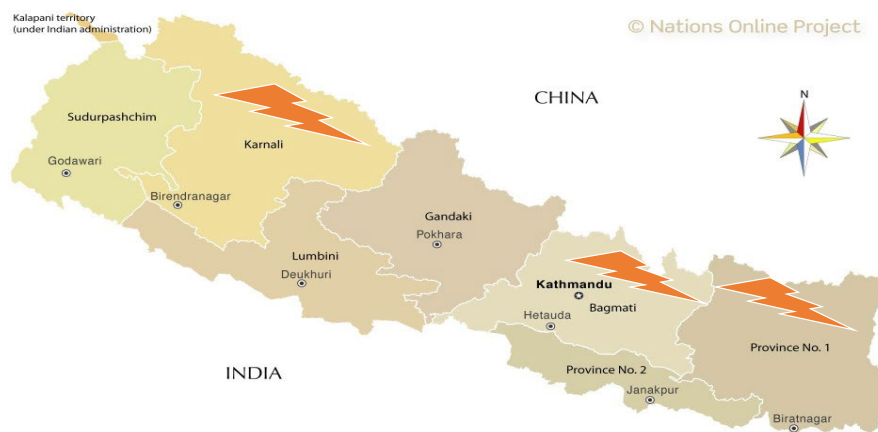 Kalapani territory
(under Indian administration)
© Nations Online Project
N
CHINA
Sudurpashchim
Karnali
Godawari
Birendranagar
Gandaki
Pokhara
Lumbini
Deukhuri
Kathmandu
Bagmati
Hetauda
Province No. 1
INDIA
Province No. 2
Janakpur
Biratnagar